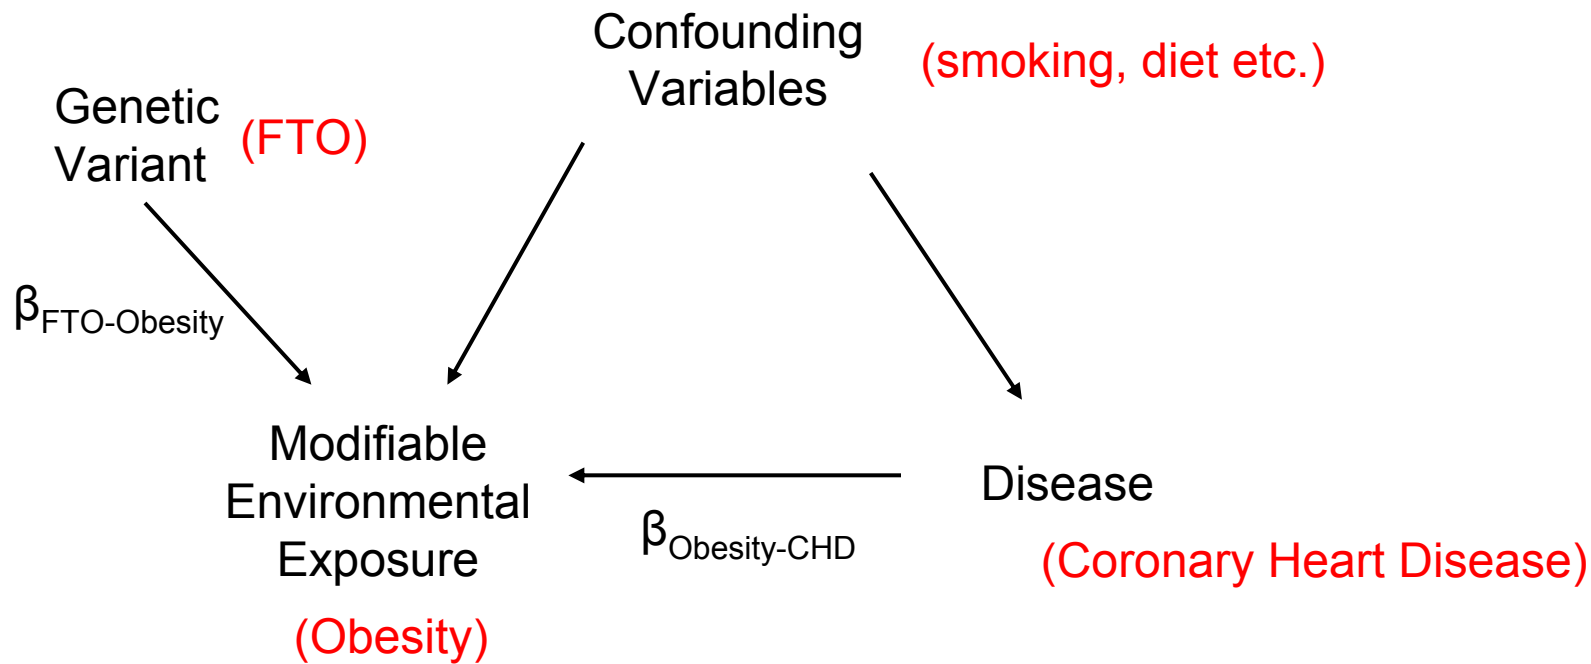 Confounding
Variables
(smoking, diet etc.)
Genetic
Variant
(FTO)
βFTO-Obesity
Modifiable
Environmental
Exposure
(Obesity)
βObesity-CHD
Disease
(Coronary Heart Disease)